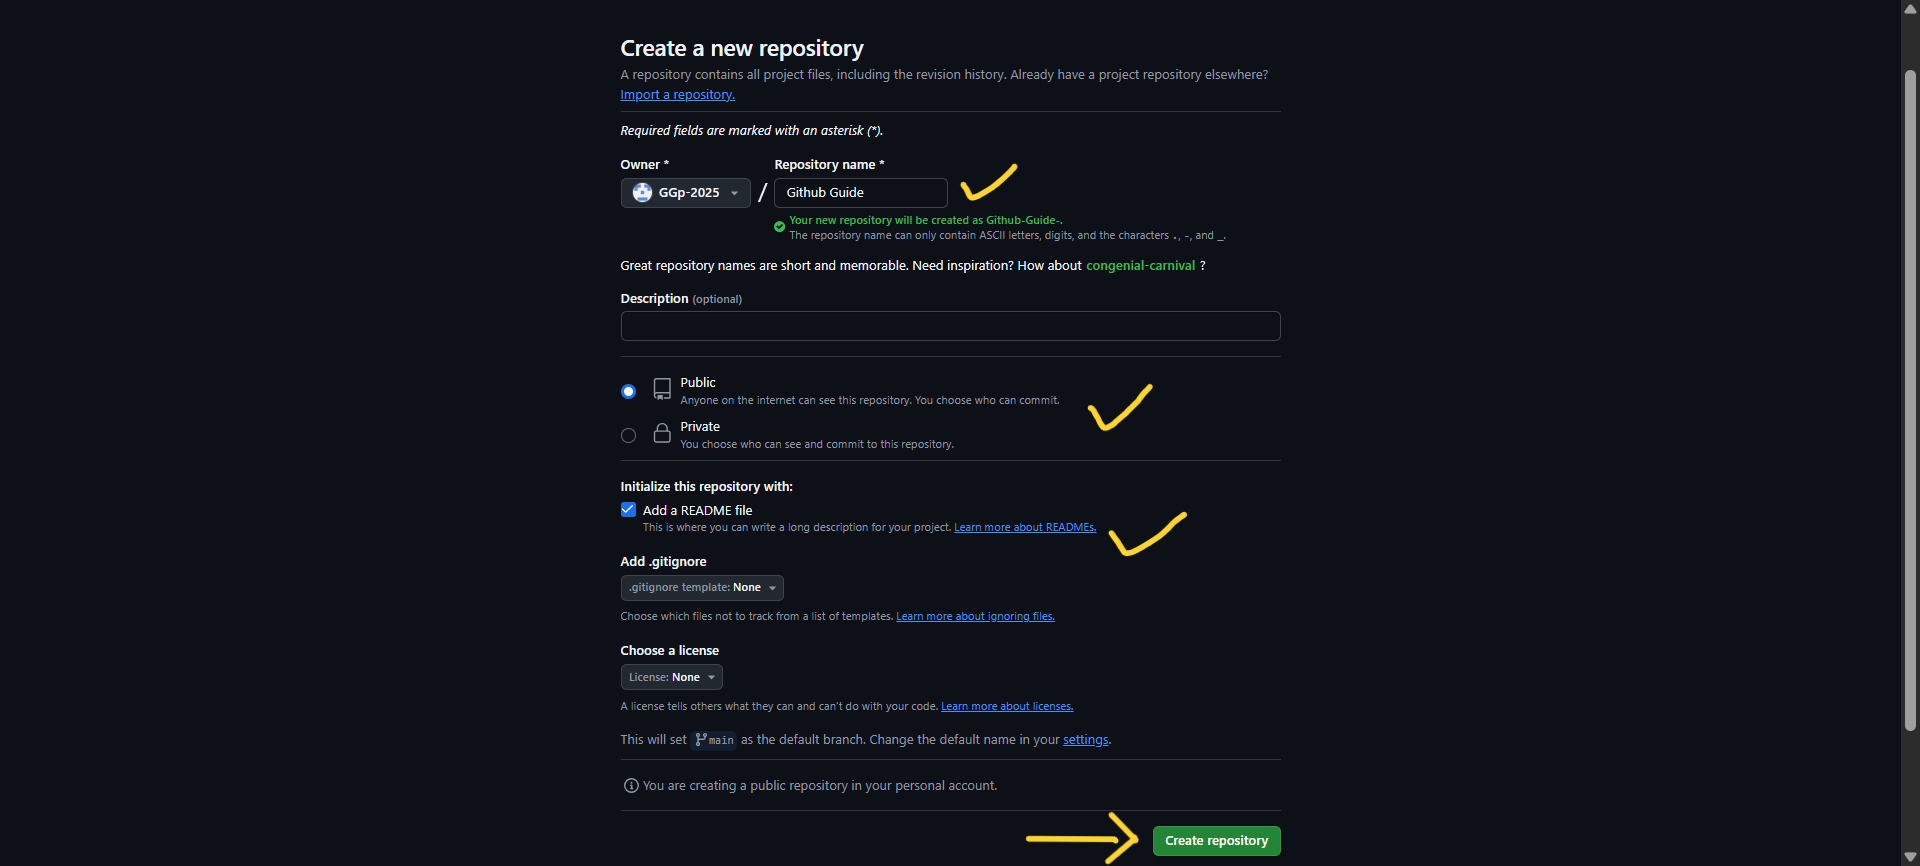 Create a new repository
A repository contains all project files, including the revision history. Already have a project repository elsewhere?
Import a repository.
Required fields are marked with an asterisk (*).
Owner * Repository name *
GGp-2025 / Github Guide
Your new repository will be created as Github-Guide-.
The repository name can only contain ASCII letters, digits, and the characters ., -, and _.
Great repository names are short and memorable. Need inspiration? How about congenial-carnival ?
Description (optional)
Public
Anyone on the internet can see this repository. You choose who can commit.
Private
You choose who can see and commit to this repository.
Initialize this repository with:
Add a README file
This is where you can write a long description for your project. Learn more about READMEs.
Add .gitignore
.gitignore template: None
Choose which files not to track from a list of templates. Learn more about ignoring files.
Choose a license
License: None
A license tells others what they can and can't do with your code. Learn more about licenses.
This will set main as the default branch. Change the default name in your settings.
You are creating a public repository in your personal account.
Create repository